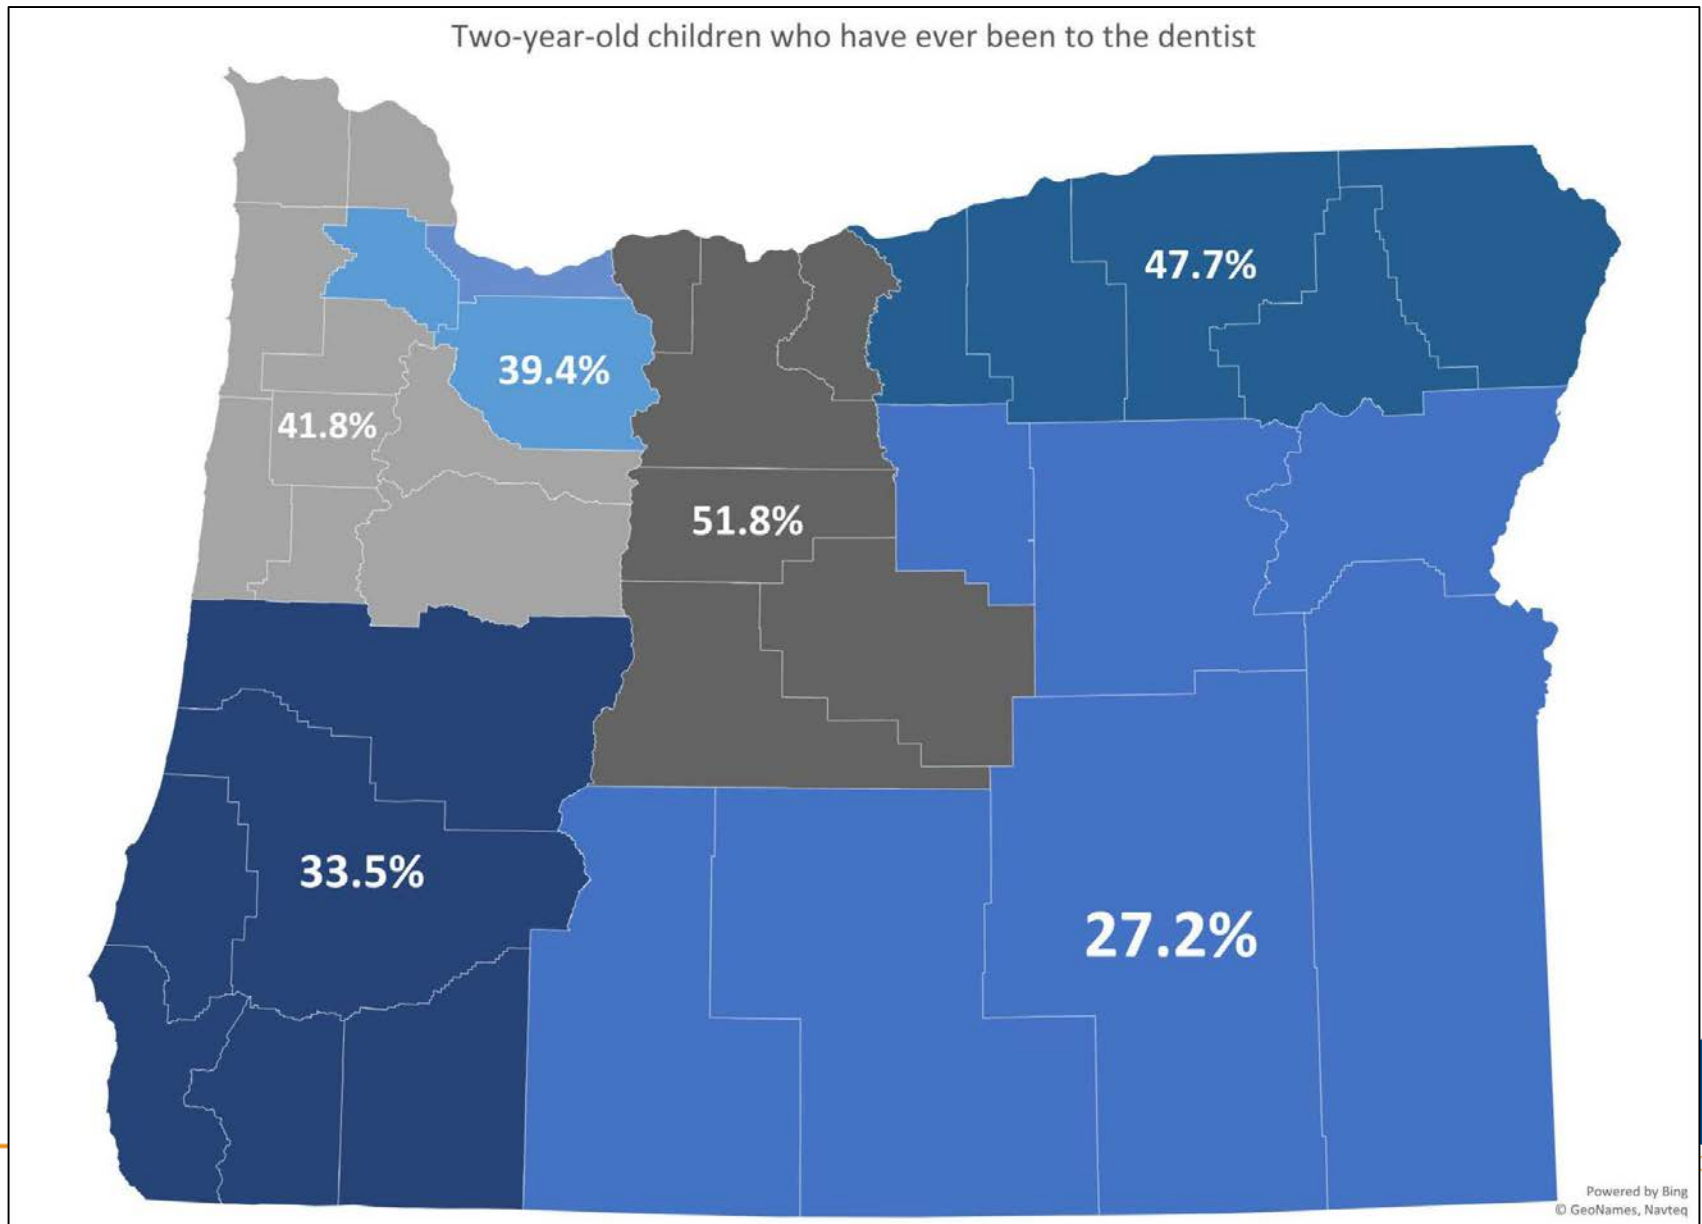 Two-year-old children who have ever been to the dentist
47.7%
39.4%
41.8%
51.8%
33.5%
27.2%
Powered by Bing
© GeoNames, Navteq